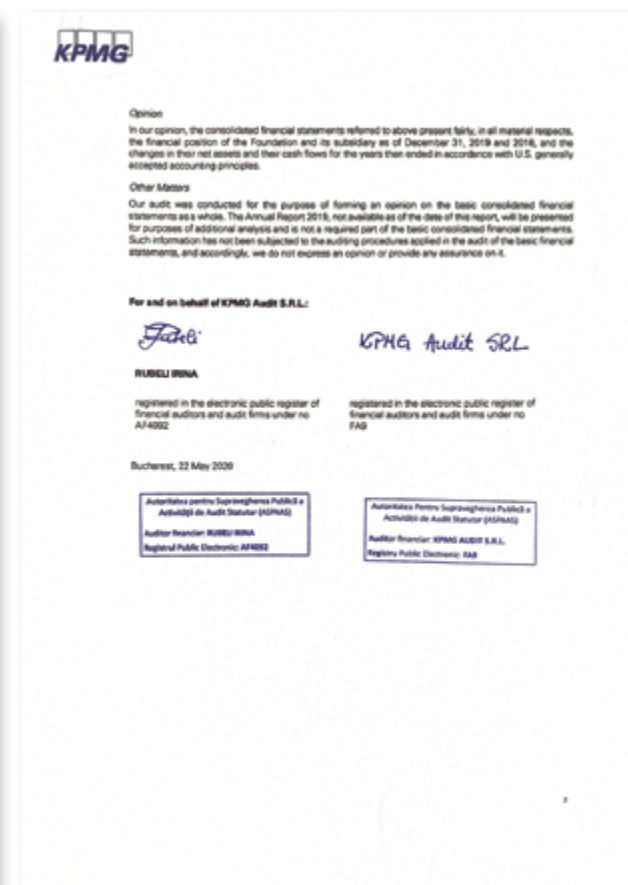 KPMG
Opinion
In our opinion, the consolidated financial statements referred to above present fairly, in all material respects,
the financial position of the Foundation and its subsidiary as of December 31, 2019 and 2018, and the
changes in their net assets and their cash flows for the years then ended in accordance with U.S. generally
accepted accounting principles.
Other Matters
Our audit was conducted for the purpose of forming an opinion on the basic consolidated financial
statements as a whole. The Annual Report 2019, not available as of the date of this report, will be presented
for purposes of additional analysis and is not a required part of the basic consolidated financial statements.
Such information has not been subjected to the auditing procedures applied in the audit of the basic financial
statements, and accordingly, we do not express an opinion or provide any assurance on it.
For and on behalf of KPMG Audit S.R.L.:
KPMG Audit SRL
RUBELI IRINA
registered in the electronic public register of
financial auditors and audit firms under no
AF4092
registered in the electronic public register of
financial auditors and audit firms under no
FA9
Bucharest, 22 May 2020
Autoritatea pentru Supravegherea Publică a
Activității de Audit Statutar (ASPAAS)
Auditor financiar: RUBELI IRINA
Registrul Public Electronic: AF4092
Autoritatea Pentru Supravegherea Publică a
Activității de Audit Statutar (ASPAAS)
Auditor financiar: KPMG AUDIT S.R.L.
Registru Public Electronic: FA9
2